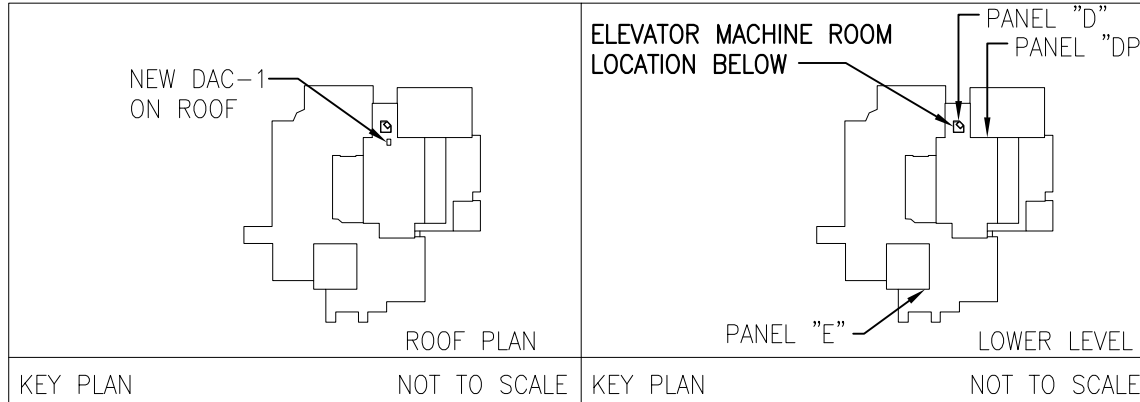 NEW DAC-1
ON ROOF
ROOF PLAN
KEY PLAN NOT TO SCALE
ELEVATOR MACHINE ROOM
LOCATION BELOW
PANEL "D"
PANEL "DP
PANEL "E"
LOWER LEVEL
KEY PLAN NOT TO SCALE